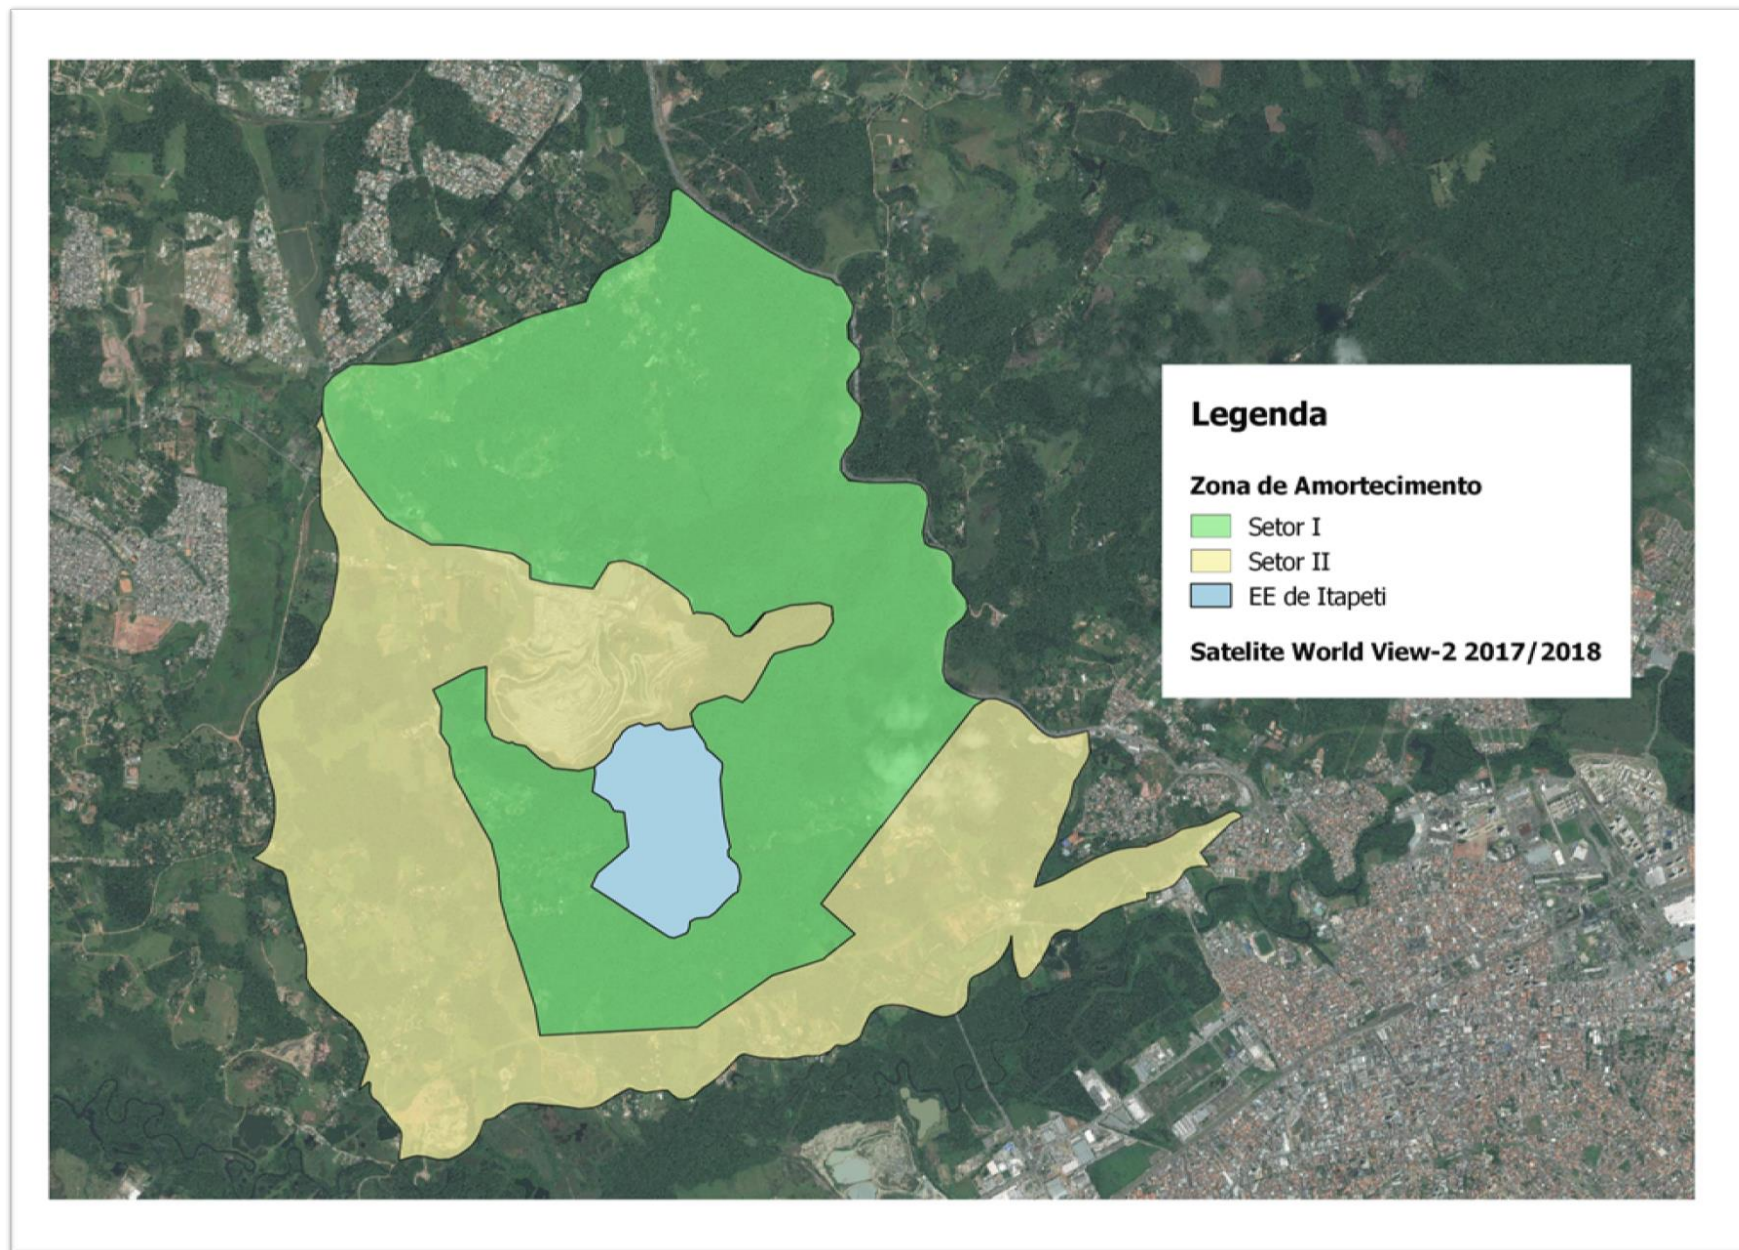 Legenda
Zona de Amortecimento
Setor I
Setor II
EE de Itapeti
Satelite World View-2 2017/2018